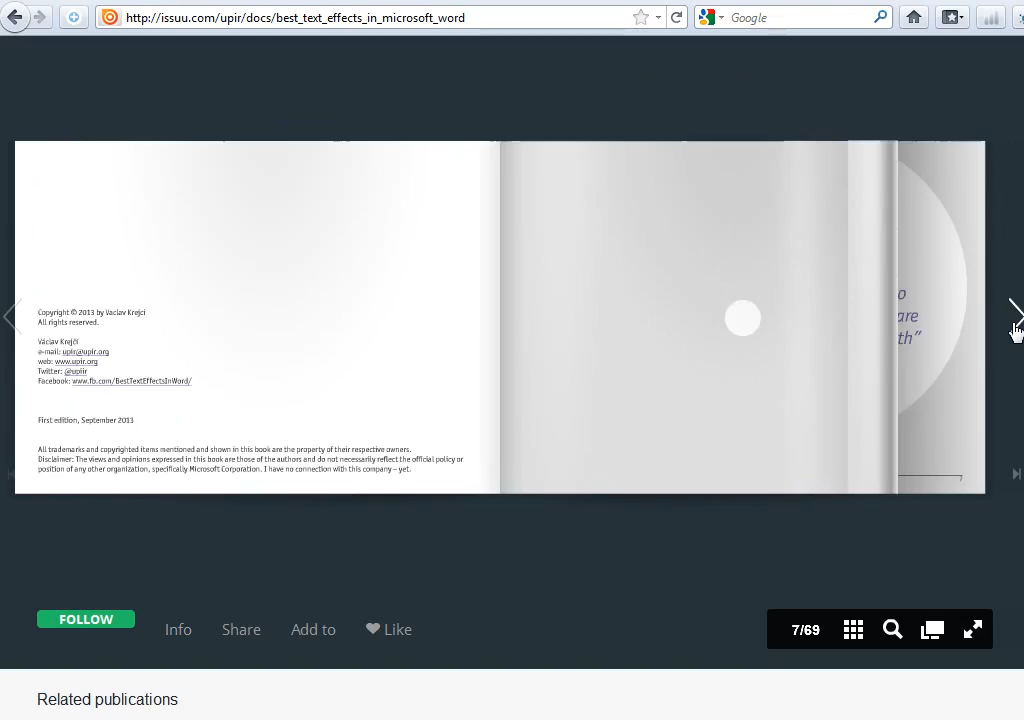 http://issuu.com/upir/docs/best_text_effects_in_microsoft_word
Google
Copyright © 2013 by Vaclav Krejci
All rights reserved.
Václav Krejčí
e-mail: upir@upir.org
web: www.upir.org
Twitter: @upiir
Facebook: www.fb.com/BestTextEffectsInWord/
First edition, September 2013
All trademarks and copyrighted items mentioned and shown in this book are the property of their respective owners.
Disclaimer: The views and opinions expressed in this book are those of the authors and do not necessarily reflect the official policy or
position of any other organization, specifically Microsoft Corporation. I have no connection with this company – yet.
o
are
th”
7
FOLLOW
Info
Share
Add to
Like
7/69
Related publications